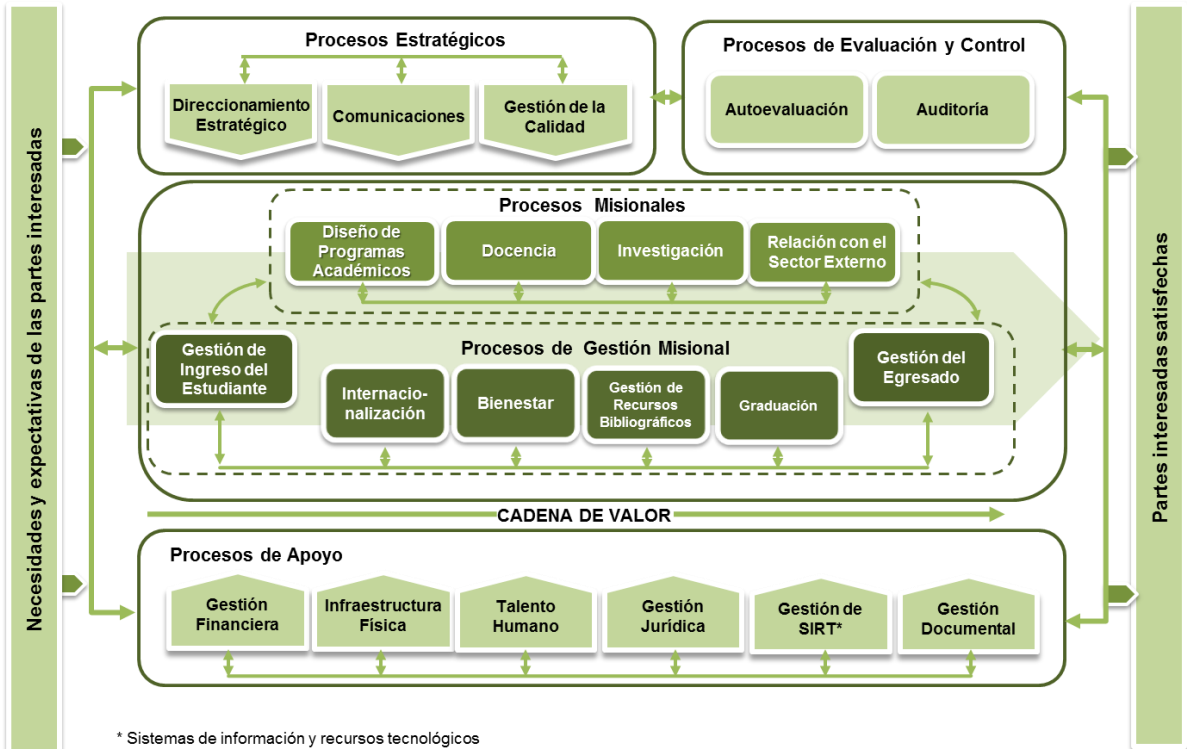 Necesidades y expectativas de las partes interesadas
Procesos Estratégicos
Direccionamiento
Estratégico
Comunicaciones
Gestión de la
Calidad
Procesos de Evaluación y Control
Autoevaluación
Auditoría
Procesos Misionales
Diseño de
Programas
Académicos
Docencia
Investigación
Relación con el
Sector Externo
Procesos de Gestión Misional
Gestión de
Ingreso del
Estudiante
Internacio-
nalización
Bienestar
Gestión de
Recursos
Bibliográficos
Graduación
Gestión del
Egresado
CADENA DE VALOR
Procesos de Apoyo
Gestión
Financiera
Infraestructura
Física
Talento
Humano
Gestión
Jurídica
Gestión de
SIRT*
Gestión
Documental
Partes interesadas satisfechas
* Sistemas de información y recursos tecnológicos